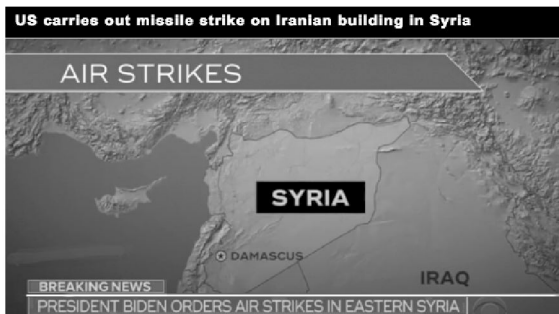 US carries out missile strike on Iranian building in Syria
AIR STRIKES
SYRIA
DAMASCUS
IRAQ
BREAKING NEWS
PRESIDENT BIDEN ORDERS AIR STRIKES IN EASTERN SYRIA